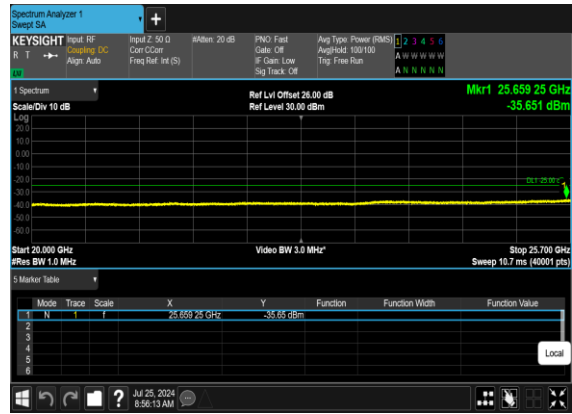 Spectrum Analyzer 1
Swept SA
+
KEYSIGHT Input: RF Input Z: 50 Ω #Atten: 20 dB PNO: Fast Avg Type: Power (RMS) 1 2 3 4 5 6
R T Coupling: DC Corr CCorr Gate: Off Avg|Hold: 100/100 A W W W W W
Align: Auto Freq Ref: Int (S) IF Gain: Low Trig: Free Run
Sig Track: Off A N N N N N
1 Spectrum Ref Lvl Offset 26.00 dB Mkr1 25.659 25 GHz
Scale/Div 10 dB Ref Level 30.00 dBm -35.651 dBm
Log
20.0
10.0
0.00
-10.0
-20.0
DL1 -25.00
-30.0
-40.0
-50.0
-60.0
Start 20.000 GHz Video BW 3.0 MHz* Stop 25.700 GHz
#Res BW 1.0 MHz Sweep 10.7 ms (40001 pts)
5 Marker Table
Mode Trace Scale X Y Function Function Width Function Value
1 N 1 f 25.659 25 GHz -35.65 dBm
2
3
4
5
6
Local
? Jul 25, 2024
8:56:13 AM